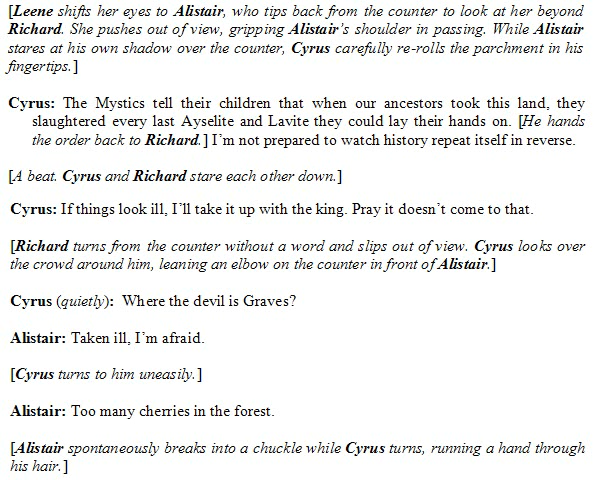 [Leene shifts her eyes to Alistair, who tips back from the counter to look at her beyond
Richard. She pushes out of view, gripping Alistair's shoulder in passing. While Alistair
stares at his own shadow over the counter, Cyrus carefully re-rolls the parchment in his
fingertips.]
Cyrus: The Mystics tell their children that when our ancestors took this land, they
slaughtered every last Ayselite and Lavite they could lay their hands on. [He hands
the order back to Richard.] I'm not prepared to watch history repeat itself in reverse.
[A beat. Cyrus and Richard stare each other down.]
Cyrus: If things look ill, I'll take it up with the king. Pray it doesn't come to that.
[Richard turns from the counter without a word and slips out of view. Cyrus looks over
the crowd around him, leaning an elbow on the counter in front of Alistair.]
Cyrus (quietly): Where the devil is Graves?
Alistair: Taken ill, I'm afraid.
[Cyrus turns to him uneasily.]
Alistair: Too many cherries in the forest.
[Alistair spontaneously breaks into a chuckle while Cyrus turns, running a hand through
his hair.]